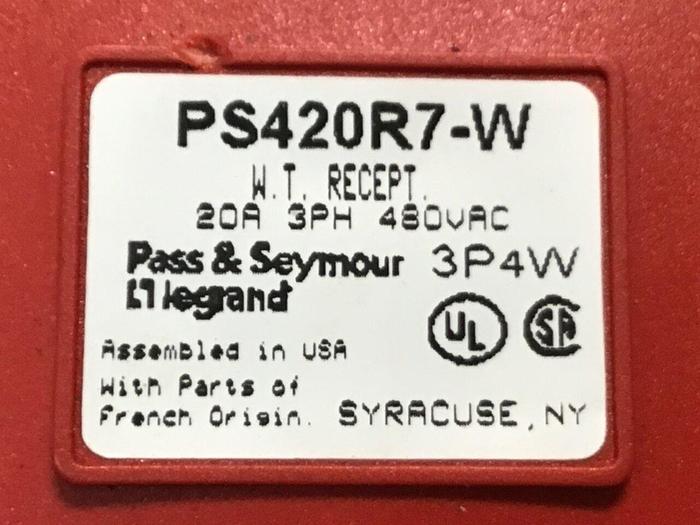 PS420R7-W
W.T. RECEPT.
20A 3PH 480VAC
Pass & Seymour 3P4W
legrand
UL SA
Assembled in USA
With Parts of
French Origin. SYRACUSE, NY